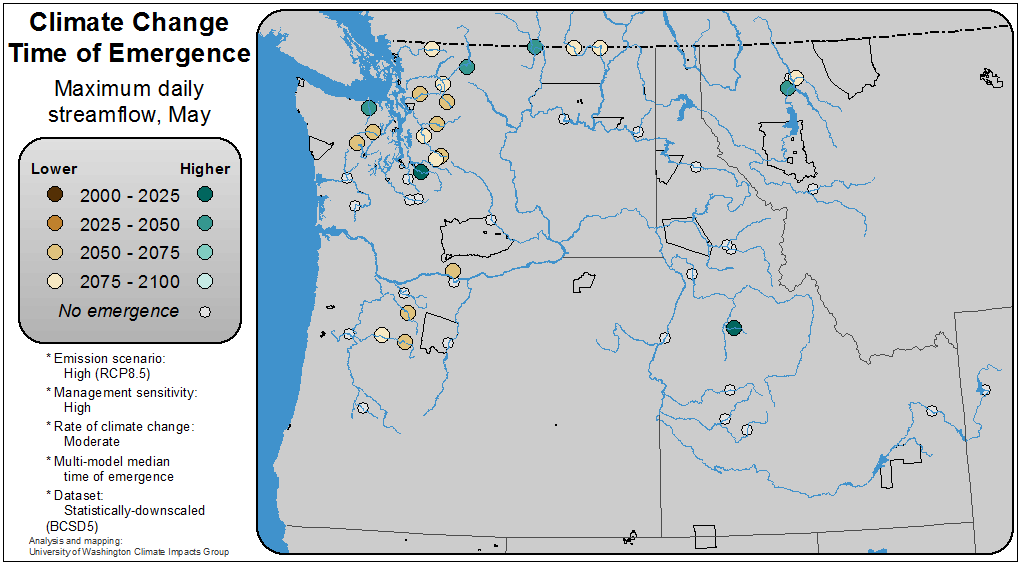 Climate Change
Time of Emergence
Maximum daily
streamflow, May
Lower Higher
2000 - 2025
2025 - 2050
2050 - 2075
2075 - 2100
No emergence
* Emission scenario:
High (RCP8.5)
* Management sensitivity:
High
* Rate of climate change:
Moderate
* Multi-model median
time of emergence
* Dataset:
Statistically-downscaled
(BCSD5)
Analysis and mapping:
University of Washington Climate Impacts Group